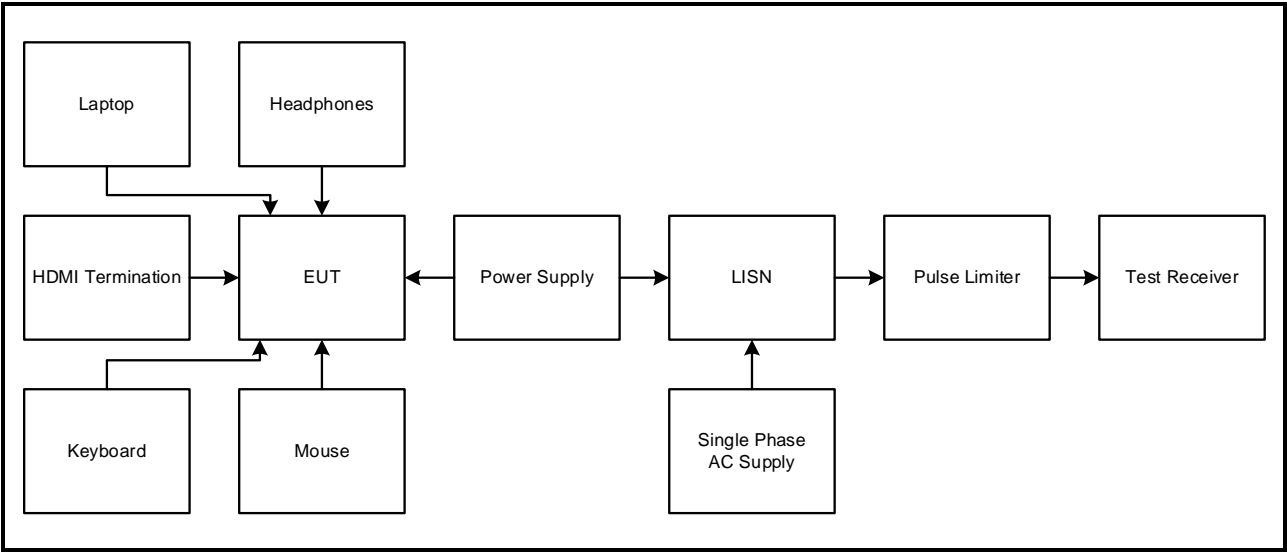 Laptop
Headphones
HDMI Termination
EUT
Power Supply
LISN
Pulse Limiter
Test Receiver
Keyboard
Mouse
Single Phase
AC Supply